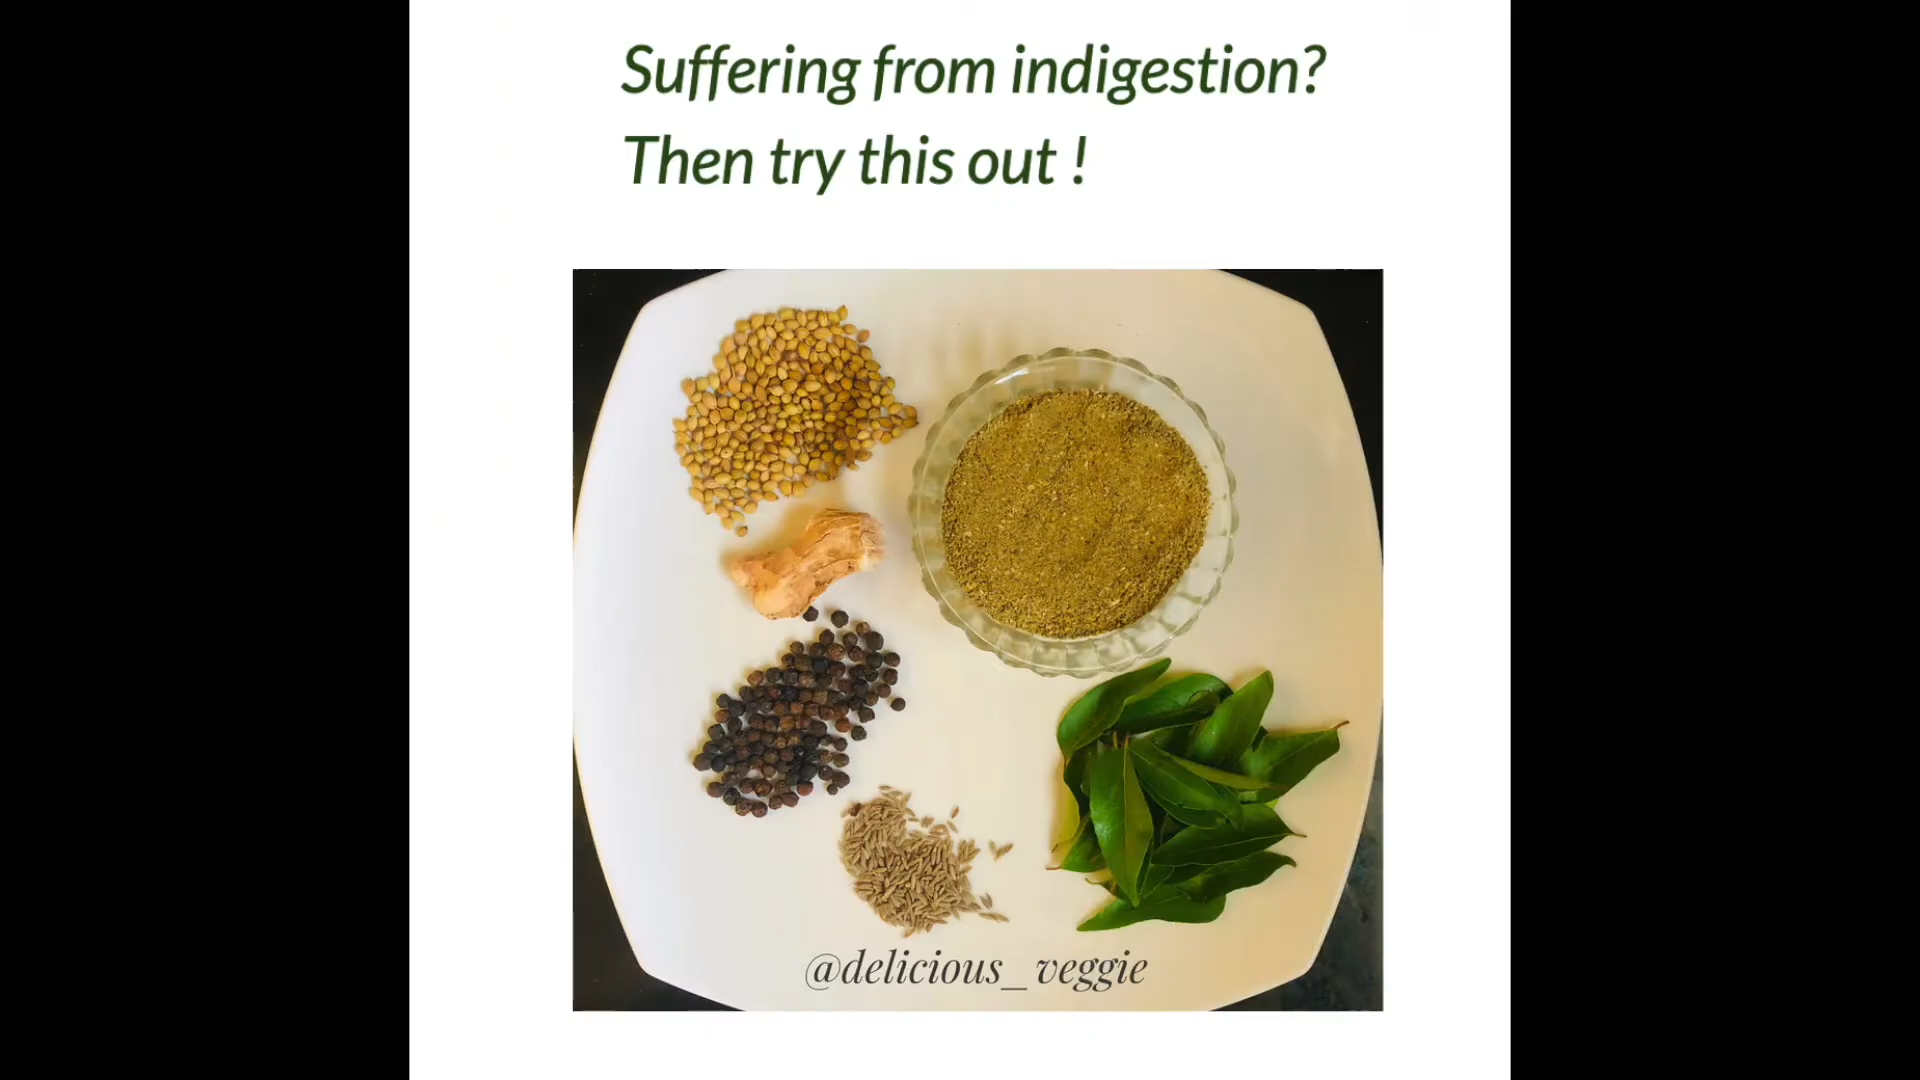 Suffering from indigestion?
Then try this out !
@delicious_veggie